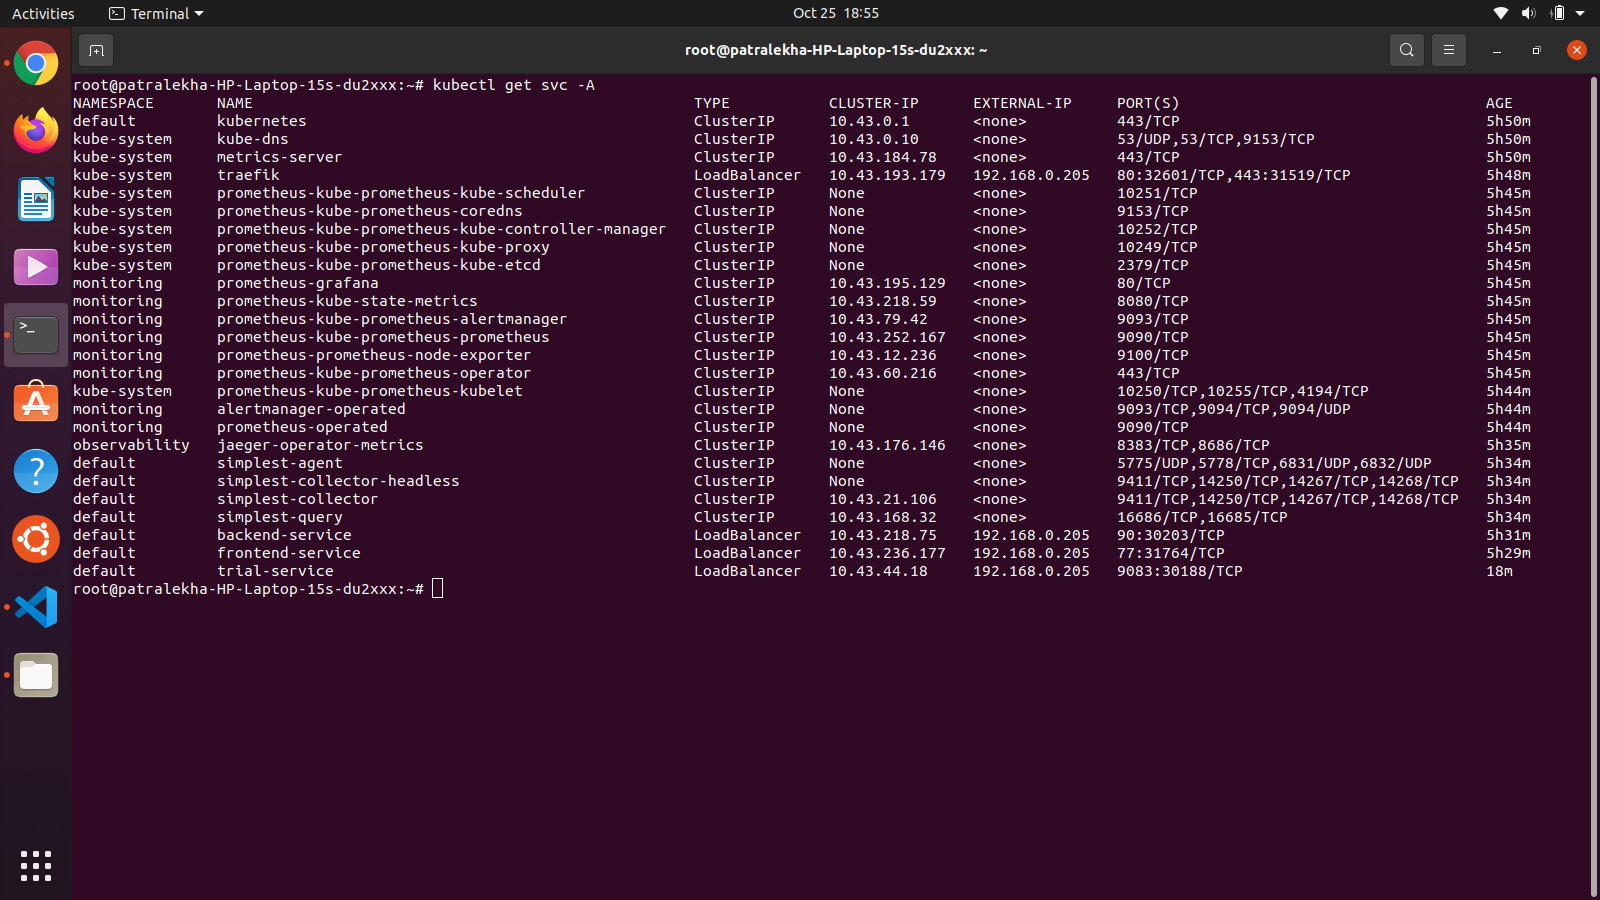 Activities Terminal Oct 25 18:55
root@patralekha-HP-Laptop-15s-du2xxx: ~
root@patralekha-HP-Laptop-15s-du2xxx:~# kubectl get svc -A
NAMESPACE NAME TYPE CLUSTER-IP EXTERNAL-IP PORT(S) AGE
default kubernetes ClusterIP 10.43.0.1 <none> 443/TCP 5h50m
kube-system kube-dns ClusterIP 10.43.0.10 <none> 53/UDP,53/TCP,9153/TCP 5h50m
kube-system metrics-server ClusterIP 10.43.184.78 <none> 443/TCP 5h50m
kube-system traefik LoadBalancer 10.43.193.179 192.168.0.205 80:32601/TCP,443:31519/TCP 5h48m
kube-system prometheus-kube-prometheus-kube-scheduler ClusterIP None <none> 10251/TCP 5h45m
kube-system prometheus-kube-prometheus-coredns ClusterIP None <none> 9153/TCP 5h45m
kube-system prometheus-kube-prometheus-kube-controller-manager ClusterIP None <none> 10252/TCP 5h45m
kube-system prometheus-kube-prometheus-kube-proxy ClusterIP None <none> 10249/TCP 5h45m
kube-system prometheus-kube-prometheus-kube-etcd ClusterIP None <none> 2379/TCP 5h45m
monitoring prometheus-grafana ClusterIP 10.43.195.129 <none> 80/TCP 5h45m
monitoring prometheus-kube-state-metrics ClusterIP 10.43.218.59 <none> 8080/TCP 5h45m
monitoring prometheus-kube-prometheus-alertmanager ClusterIP 10.43.79.42 <none> 9093/TCP 5h45m
monitoring prometheus-kube-prometheus-prometheus ClusterIP 10.43.252.167 <none> 9090/TCP 5h45m
monitoring prometheus-prometheus-node-exporter ClusterIP 10.43.12.236 <none> 9100/TCP 5h45m
monitoring prometheus-kube-prometheus-operator ClusterIP 10.43.60.216 <none> 443/TCP 5h45m
kube-system prometheus-kube-prometheus-kubelet ClusterIP None <none> 10250/TCP,10255/TCP,4194/TCP 5h44m
monitoring alertmanager-operated ClusterIP None <none> 9093/TCP,9094/TCP,9094/UDP 5h44m
monitoring prometheus-operated ClusterIP None <none> 9090/TCP 5h44m
observability jaeger-operator-metrics ClusterIP 10.43.176.146 <none> 8383/TCP,8686/TCP 5h35m
default simplest-agent ClusterIP None <none> 5775/UDP,5778/TCP,6831/UDP,6832/UDP 5h34m
default simplest-collector-headless ClusterIP None <none> 9411/TCP,14250/TCP,14267/TCP,14268/TCP 5h34m
default simplest-collector ClusterIP 10.43.21.106 <none> 9411/TCP,14250/TCP,14267/TCP,14268/TCP 5h34m
default simplest-query ClusterIP 10.43.168.32 <none> 16686/TCP,16685/TCP 5h34m
default backend-service LoadBalancer 10.43.218.75 192.168.0.205 90:30203/TCP 5h31m
default frontend-service LoadBalancer 10.43.236.177 192.168.0.205 77:31764/TCP 5h29m
default trial-service LoadBalancer 10.43.44.18 192.168.0.205 9083:30188/TCP 18m
root@patralekha-HP-Laptop-15s-du2xxx:~#